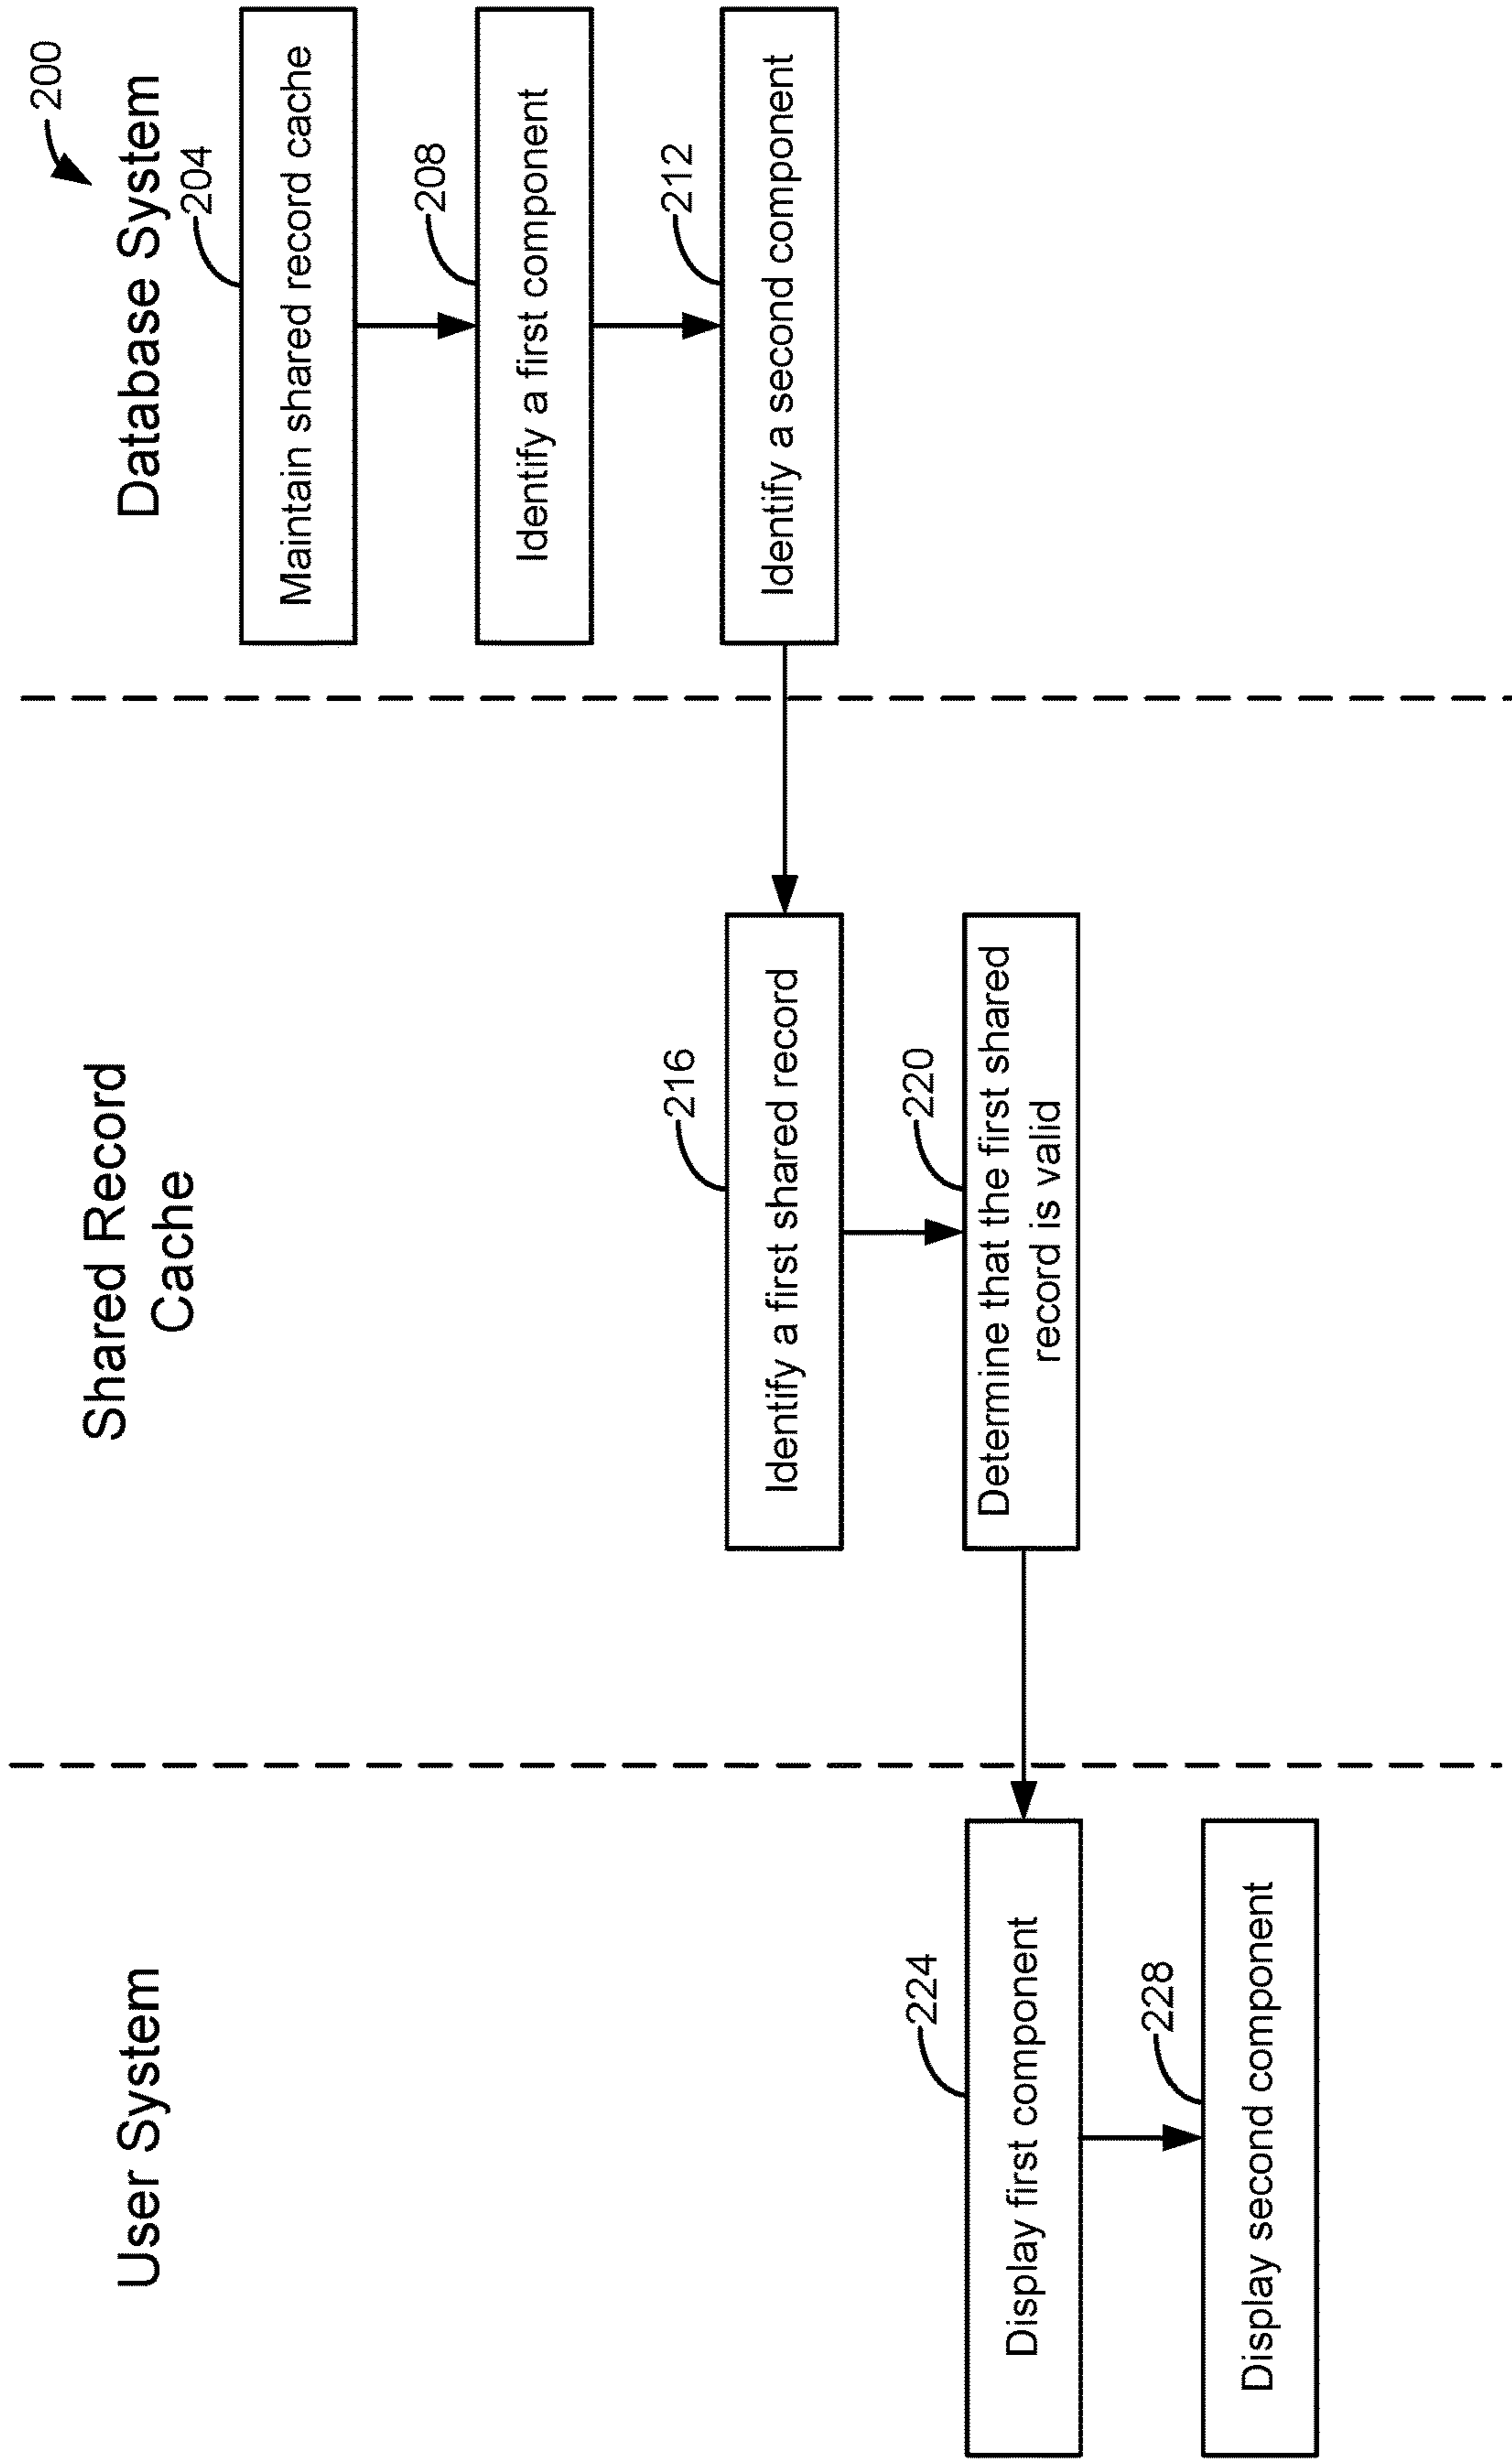 200
User System
Shared Record
Cache
Database System
204
Maintain shared record cache
208
Identify a first component
212
Identify a second component
216
Identify a first shared record
220
Determine that the first shared
record is valid
224
Display first component
228
Display second component